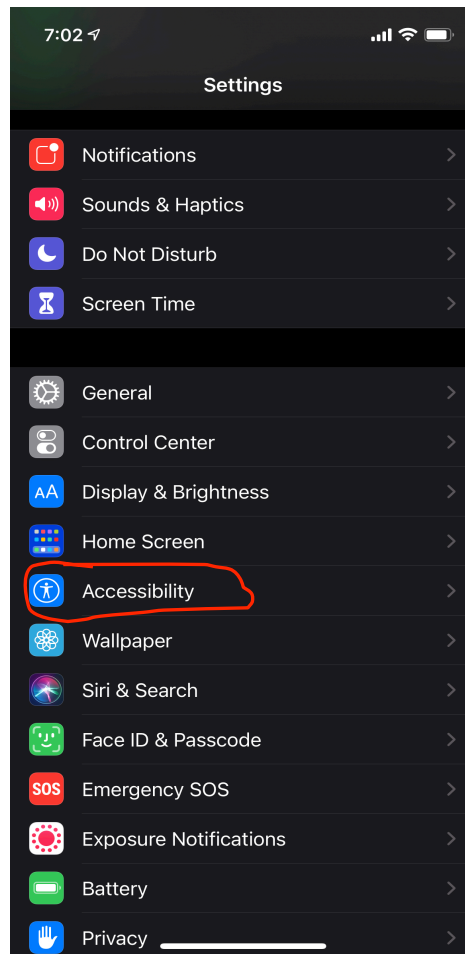 7:02
Settings
Notifications
Sounds & Haptics
Do Not Disturb
Screen Time
General
Control Center
AA Display & Brightness
Home Screen
Accessibility
Wallpaper
Siri & Search
Face ID & Passcode
SOS Emergency SOS
Exposure Notifications
Battery
Privacy